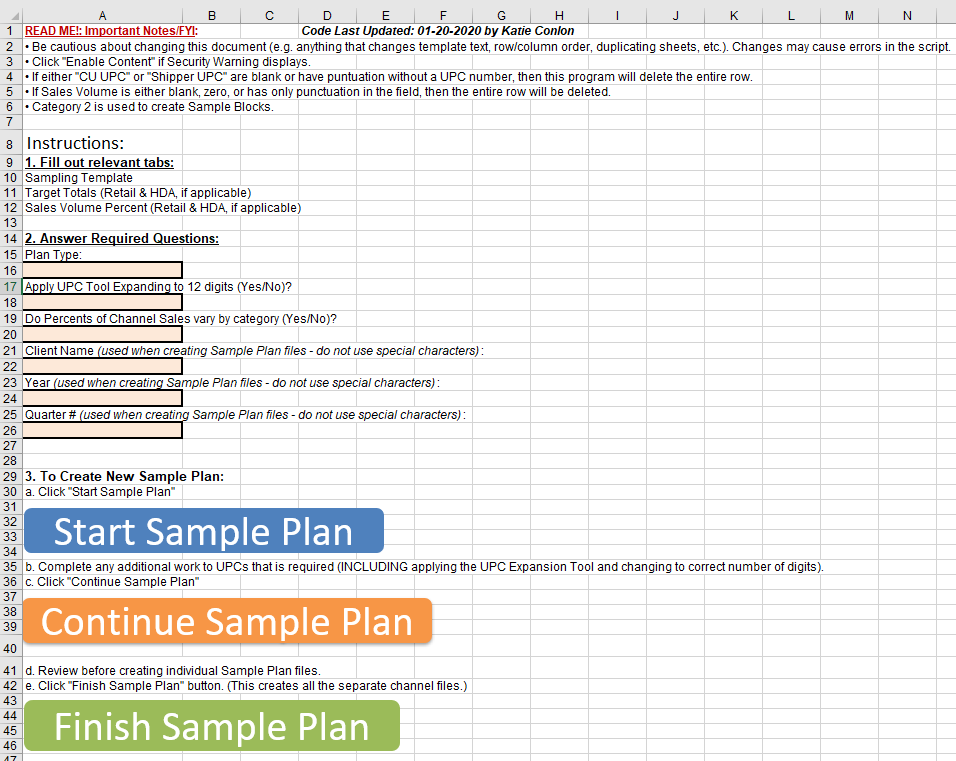 A B C D E F G H I J K L M N
1 READ ME!: Important Notes/FYI: Code Last Updated: 01-20-2020 by Katie Conlon
2 • Be cautious about changing this document (e.g. anything that changes template text, row/column order, duplicating sheets, etc.). Changes may cause errors in the script.
3 • Click "Enable Content" if Security Warning displays.
4 • If either "CU UPC" or "Shipper UPC" are blank or have puntuation without a UPC number, then this program will delete the entire row.
5 • If Sales Volume is either blank, zero, or has only punctuation in the field, then the entire row will be deleted.
6 • Category 2 is used to create Sample Blocks.
7
8 Instructions:
9 1. Fill out relevant tabs:
10 Sampling Template
11 Target Totals (Retail & HDA, if applicable)
12 Sales Volume Percent (Retail & HDA, if applicable)
13
14 2. Answer Required Questions:
15 Plan Type:
16
17 Apply UPC Tool Expanding to 12 digits (Yes/No)?
18
19 Do Percents of Channel Sales vary by category (Yes/No)?
20
21 Client Name (used when creating Sample Plan files - do not use special characters):
22
23 Year (used when creating Sample Plan files - do not use special characters):
24
25 Quarter # (used when creating Sample Plan files - do not use special characters):
26
27
28
29 3. To Create New Sample Plan:
30 a. Click "Start Sample Plan"
31
32
Start Sample Plan
33
34
35 b. Complete any additional work to UPCs that is required (INCLUDING applying the UPC Expansion Tool and changing to correct number of digits).
36 c. Click "Continue Sample Plan"
37
38
Continue Sample Plan
39
40
41 d. Review before creating individual Sample Plan files.
42 e. Click "Finish Sample Plan" button. (This creates all the separate channel files.)
43
44
Finish Sample Plan
45
46
47